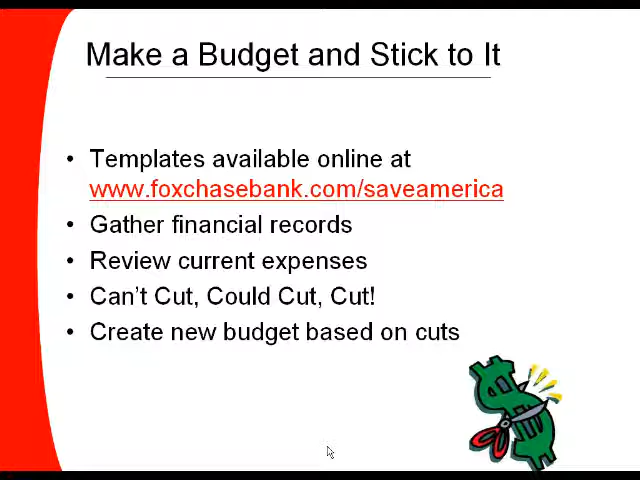 Make a Budget and Stick to It
• Templates available online at
www.foxchasebank.com/saveamerica
• Gather financial records
• Review current expenses
• Can’t Cut, Could Cut, Cut!
• Create new budget based on cuts